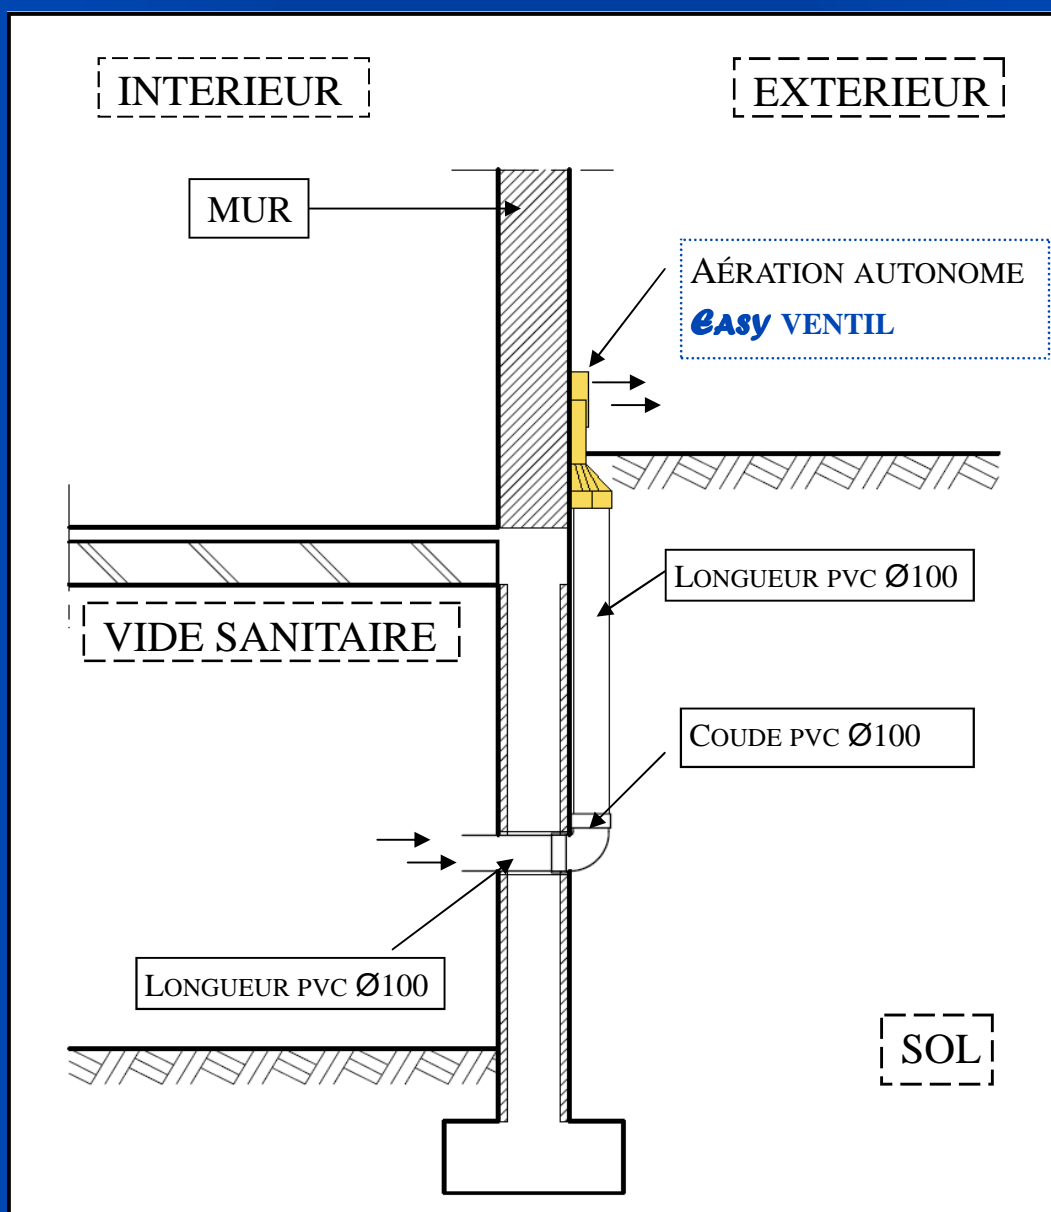 INTERIEUR
EXTERIEUR
MUR
AÉRATION AUTONOME
eASY VENTIL
LONGUEUR PVC Ø100
VIDE SANITAIRE
COUDE PVC Ø100
LONGUEUR PVC Ø100
SOL